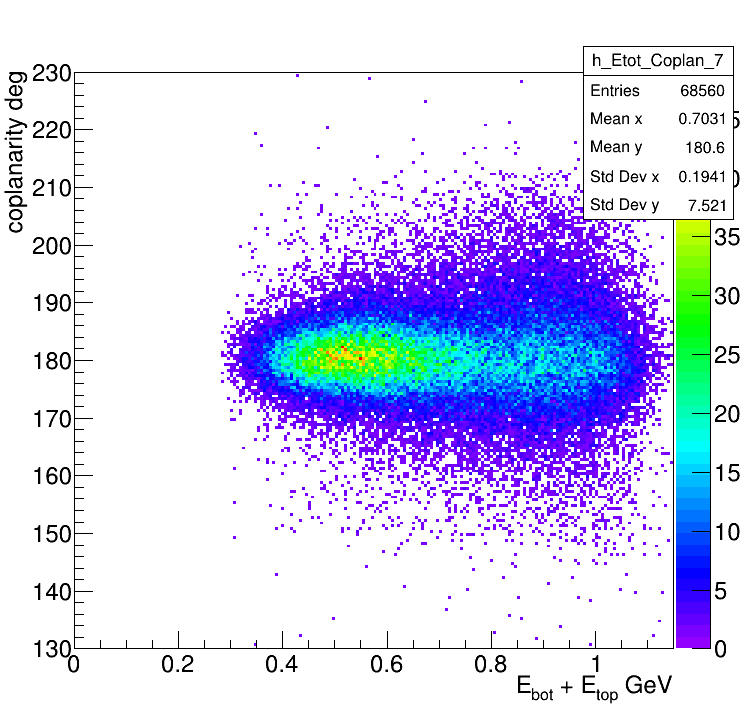 h_Etot_Coplan_7
Entries 68560
Mean x 0.7031
Mean y 180.6
Std Dev x 0.1941
Std Dev y 7.521
coplanarity deg
230
220
210
200
190
180
170
160
150
140
130
0 0.2 0.4 0.6 0.8 1
E_bot + E_top GeV
5
0
35
30
25
20
15
10
5
0